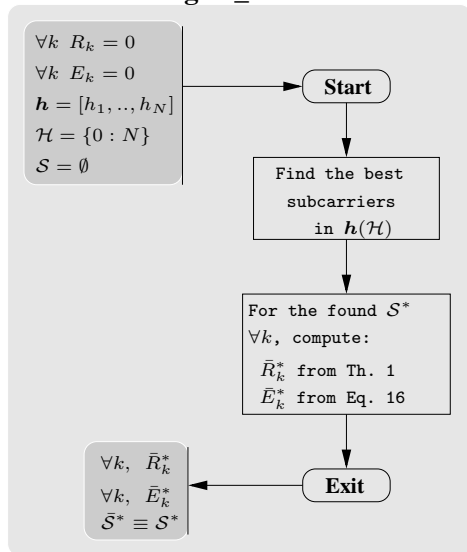 ∀k R_k = 0
∀k E_k = 0
h = [h_1, .., h_N]
ℋ = {0 : N}
𝒮 = ∅
Start
Find the best
subcarriers
in h(ℋ)
For the found 𝒮*
∀k, compute:
R̄*_k from Th. 1
Ē*_k from Eq. 16
Exit
∀k, R̄*_k
∀k, Ē*_k
𝒮̄* ≡ 𝒮*